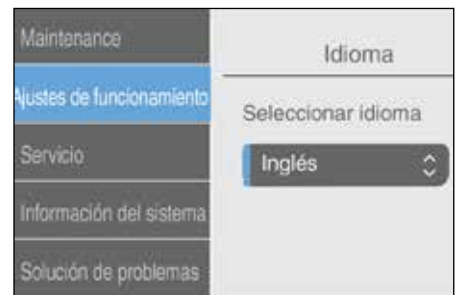 Maintenance
Ajustes de funcionamiento
Servicio
Información del sistema
Solución de problemas
Idioma
Seleccionar idioma
Inglés